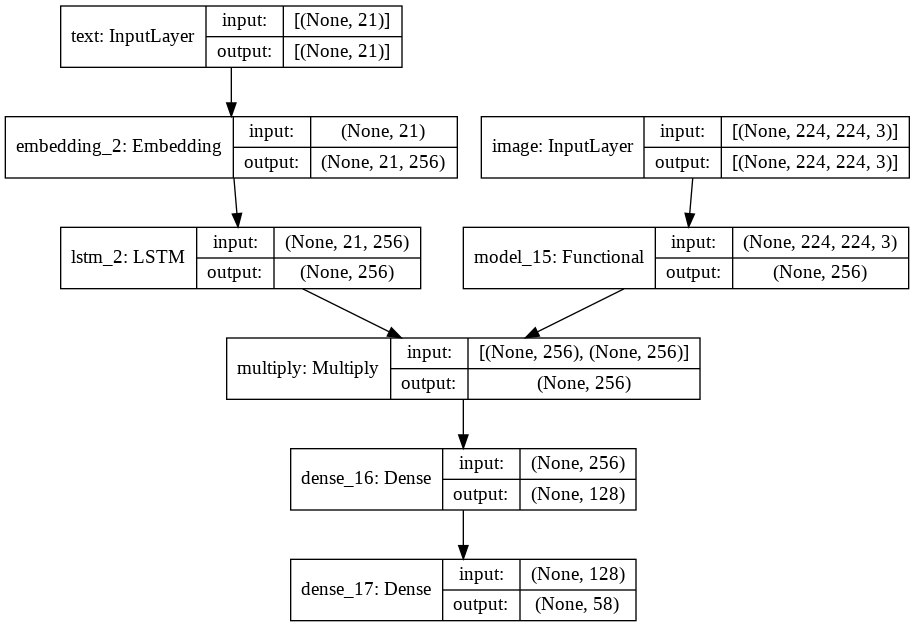 text: InputLayer
input: [(None, 21)]
output: [(None, 21)]
embedding_2: Embedding
input: (None, 21)
output: (None, 21, 256)
image: InputLayer
input: [(None, 224, 224, 3)]
output: [(None, 224, 224, 3)]
lstm_2: LSTM
input: (None, 21, 256)
output: (None, 256)
model_15: Functional
input: (None, 224, 224, 3)
output: (None, 256)
multiply: Multiply
input: [(None, 256), (None, 256)]
output: (None, 256)
dense_16: Dense
input: (None, 256)
output: (None, 128)
dense_17: Dense
input: (None, 128)
output: (None, 58)